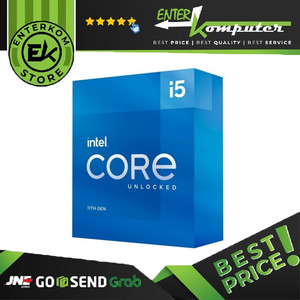 ENTERKOM
EK
STORE
ENTER
Komputer
BEST PRICE | BEST QUALITY | BEST RESULT
i5
intel
CORE
UNLOCKED
11TH GEN
BEST
PRICE!
JNE GO SEND Grab